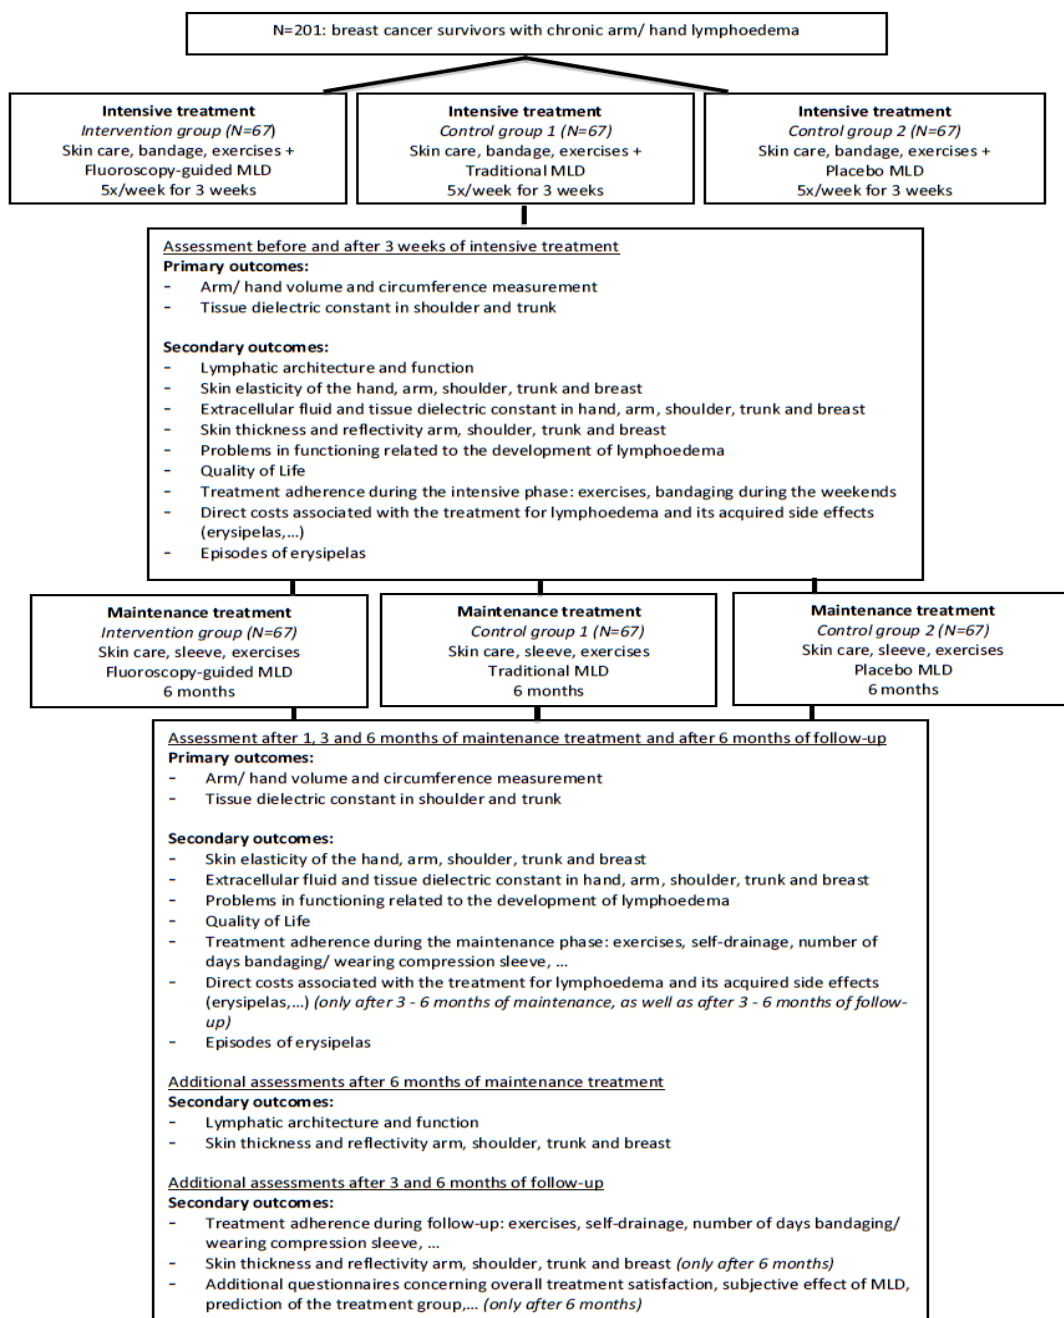 N=201: breast cancer survivors with chronic arm/ hand lymphoedema
Intensive treatment
Intervention group (N=67)
Skin care, bandage, exercises +
Fluoroscopy-guided MLD
5x/week for 3 weeks
Intensive treatment
Control group 1 (N=67)
Skin care, bandage, exercises +
Traditional MLD
5x/week for 3 weeks
Intensive treatment
Control group 2 (N=67)
Skin care, bandage, exercises +
Placebo MLD
5x/week for 3 weeks
Assessment before and after 3 weeks of intensive treatment
Primary outcomes:
- Arm/ hand volume and circumference measurement
- Tissue dielectric constant in shoulder and trunk
Secondary outcomes:
- Lymphatic architecture and function
- Skin elasticity of the hand, arm, shoulder, trunk and breast
- Extracellular fluid and tissue dielectric constant in hand, arm, shoulder, trunk and breast
- Skin thickness and reflectivity arm, shoulder, trunk and breast
- Problems in functioning related to the development of lymphoedema
- Quality of Life
- Treatment adherence during the intensive phase: exercises, bandaging during the weekends
- Direct costs associated with the treatment for lymphoedema and its acquired side effects
(erysipelas,...)
- Episodes of erysipelas
Maintenance treatment
Intervention group (N=67)
Skin care, sleeve, exercises
Fluoroscopy-guided MLD
6 months
Maintenance treatment
Control group 1 (N=67)
Skin care, sleeve, exercises
Traditional MLD
6 months
Maintenance treatment
Control group 2 (N=67)
Skin care, sleeve, exercises
Placebo MLD
6 months
Assessment after 1, 3 and 6 months of maintenance treatment and after 6 months of follow-up
Primary outcomes:
- Arm/ hand volume and circumference measurement
- Tissue dielectric constant in shoulder and trunk
Secondary outcomes:
- Skin elasticity of the hand, arm, shoulder, trunk and breast
- Extracellular fluid and tissue dielectric constant in hand, arm, shoulder, trunk and breast
- Problems in functioning related to the development of lymphoedema
- Quality of Life
- Treatment adherence during the maintenance phase: exercises, self-drainage, number of
days bandaging/ wearing compression sleeve, ...
- Direct costs associated with the treatment for lymphoedema and its acquired side effects
(erysipelas,...) (only after 3 - 6 months of maintenance, as well as after 3 - 6 months of follow-
up)
- Episodes of erysipelas
Additional assessments after 6 months of maintenance treatment
Secondary outcomes:
- Lymphatic architecture and function
- Skin thickness and reflectivity arm, shoulder, trunk and breast
Additional assessments after 3 and 6 months of follow-up
Secondary outcomes:
- Treatment adherence during follow-up: exercises, self-drainage, number of days bandaging/
wearing compression sleeve, ...
- Skin thickness and reflectivity arm, shoulder, trunk and breast (only after 6 months)
- Additional questionnaires concerning overall treatment satisfaction, subjective effect of MLD,
prediction of the treatment group,... (only after 6 months)